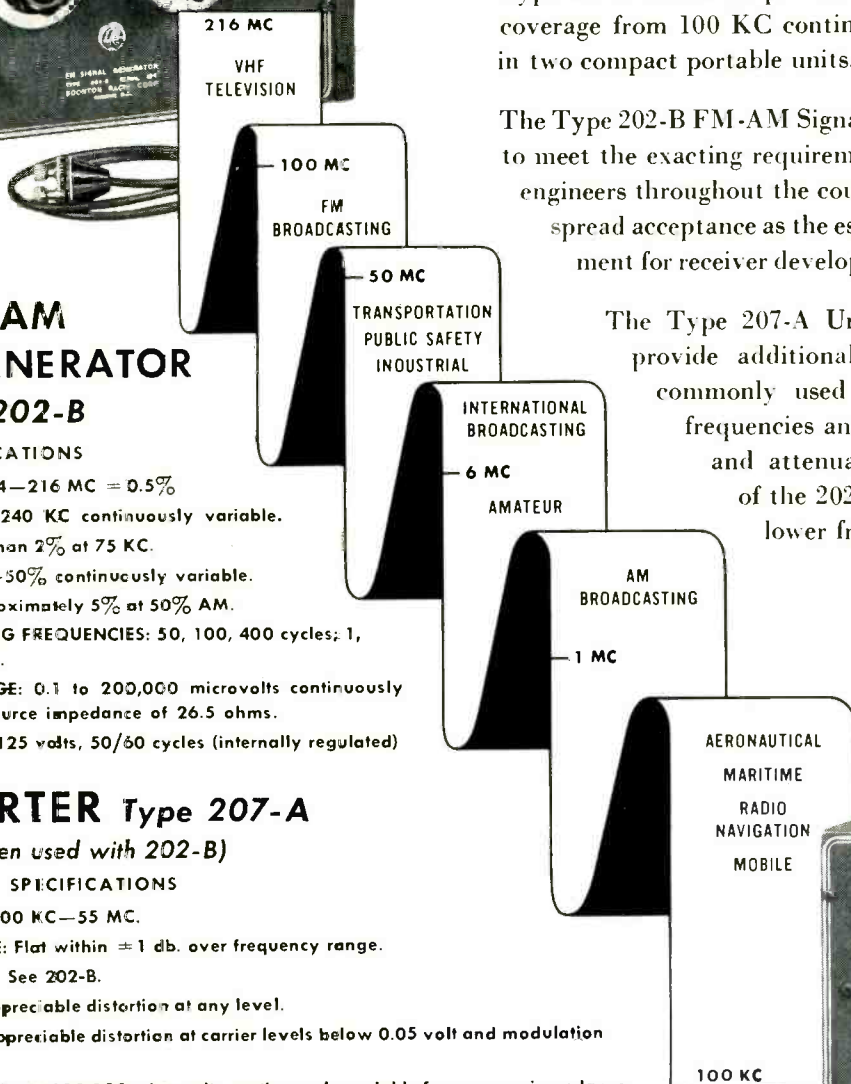 216 MC
VHF
TELEVISION
100 MC
FM
BROADCASTING
50 MC
TRANSPORTATION
PUBLIC SAFETY
INDUSTRIAL
INTERNATIONAL
BROADCASTING
6 MC
AMATEUR
AM
BROADCASTING
1 MC
AERONAUTICAL
MARITIME
RADIO
NAVIGATION
MOBILE
100 KC
FM SIGNAL GENERATOR
BOONTON RADIO CORP
coverage from 100 KC contin
in two compact portable units.
The Type 202-B FM-AM Signa
to meet the exacting requirem
engineers throughout the cou
spread acceptance as the es
ment for receiver develop
The Type 207-A Un
provide additional
commonly used
frequencies an
and attenua
of the 202
lower fr
AM
NERATOR
202-B
CATIONS
4—216 MC ± 0.5%
240 KC continuously variable.
han 2% at 75 KC.
-50% continuously variable.
oximately 5% at 50% AM.
G FREQUENCIES: 50, 100, 400 cycles; 1,
GE: 0.1 to 200,000 microvolts continuously
urce impedance of 26.5 ohms.
125 volts, 50/60 cycles (internally regulated)
RTER Type 207-A
en used with 202-B)
SPECIFICATIONS
00 KC—55 MC.
E: Flat within ± 1 db. over frequency range.
See 202-B.
preciable distortion at any level.
ppreciable distortion at carrier levels below 0.05 volt and modulation